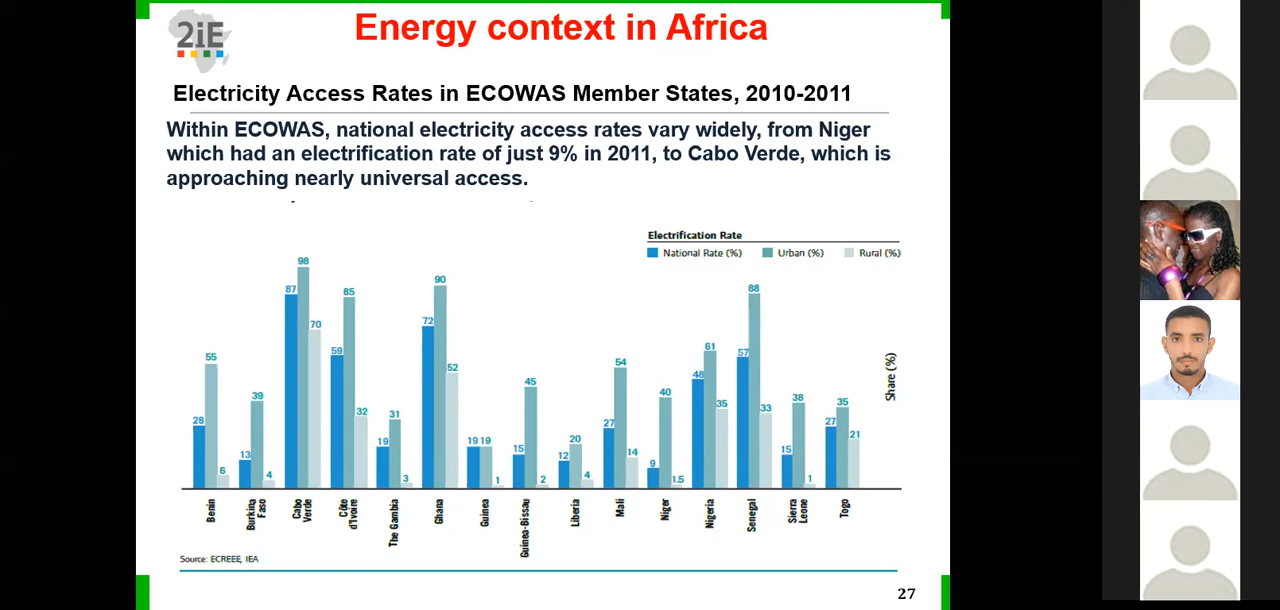 2iE
Energy context in Africa
Electricity Access Rates in ECOWAS Member States, 2010-2011
Within ECOWAS, national electricity access rates vary widely, from Niger
which had an electrification rate of just 9% in 2011, to Cabo Verde, which is
approaching nearly universal access.
Electrification Rate
National Rate (%) Urban (%) Rural (%)
28 55 6
13 39 4
87 98 70
59 85 32
19 31 3
72 90 52
19 19 1
15 45 2
12 20 4
27 54 14
9 40 1.5
48 61 35
57 88 33
15 38 1
27 35 21
Share (%)
Benin
Burkina
Faso
Cabo
Verde
Côte
d'Ivoire
The Gambia
Ghana
Guinea
Guinea-Bissau
Liberia
Mali
Niger
Nigeria
Senegal
Sierra
Leone
Togo
Source: ECREEE, IEA
27